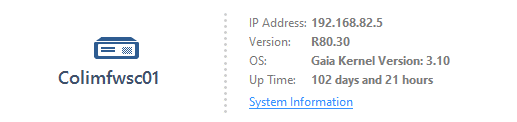 Colimfwsc01
IP Address: 192.168.82.5
Version: R80.30
OS: Gaia Kernel Version: 3.10
Up Time: 102 days and 21 hours
System Information